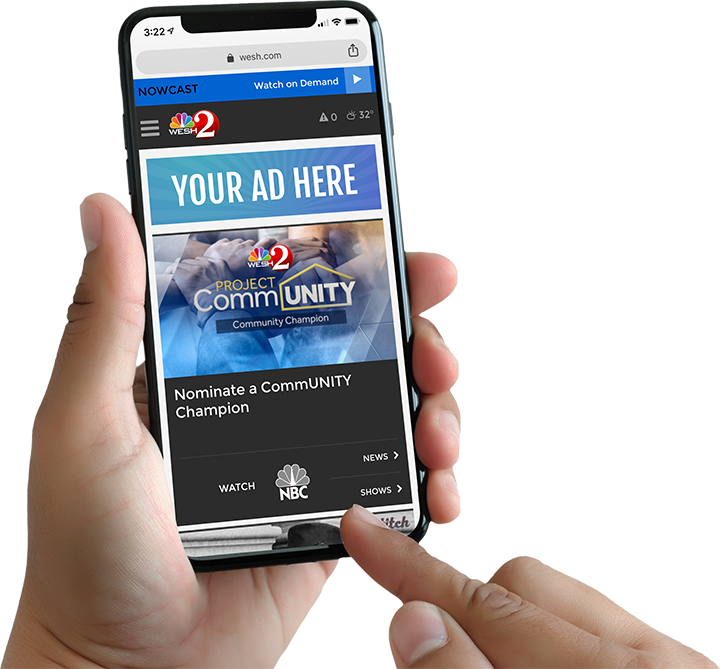 3:22
wesh.com
NOWCAST
Watch on Demand
WESH 2
0
32°
YOUR AD HERE
WESH 2
PROJECT
CommUNITY
Community Champion
Nominate a CommUNITY
Champion
NEWS
WATCH
NBC
SHOWS